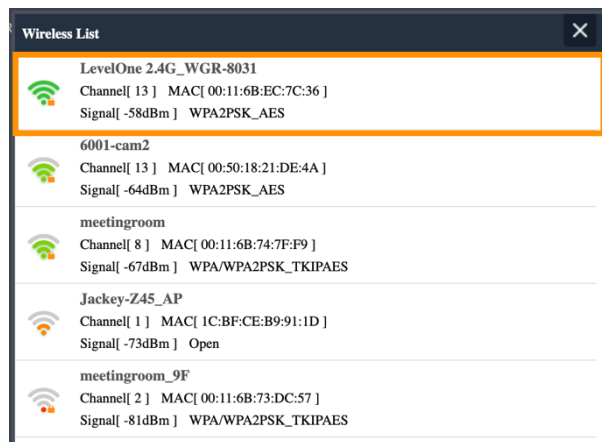 Wireless List
LevelOne 2.4G_WGR-8031
Channel[ 13 ] MAC[ 00:11:6B:EC:7C:36 ]
Signal[ -58dBm ] WPA2PSK_AES
6001-cam2
Channel[ 13 ] MAC[ 00:50:18:21:DE:4A ]
Signal[ -64dBm ] WPA2PSK_AES
meetingroom
Channel[ 8 ] MAC[ 00:11:6B:74:7F:F9 ]
Signal[ -67dBm ] WPA/WPA2PSK_TKIPAES
Jackey-Z45_AP
Channel[ 1 ] MAC[ 1C:BF:CE:B9:91:1D ]
Signal[ -73dBm ] Open
meetingroom_9F
Channel[ 2 ] MAC[ 00:11:6B:73:DC:57 ]
Signal[ -81dBm ] WPA/WPA2PSK_TKIPAES